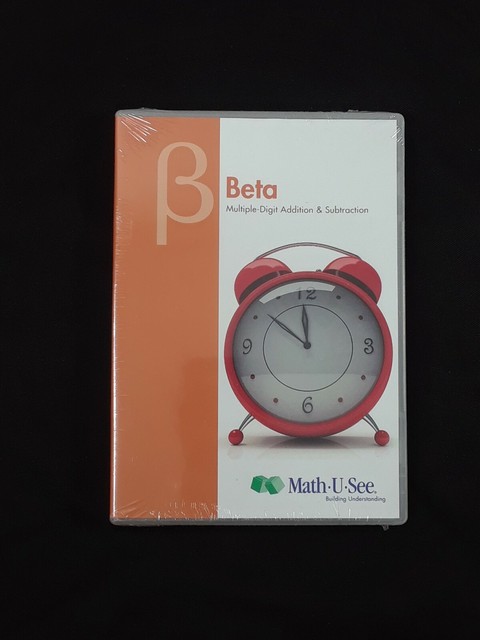 β
Beta
Multiple-Digit Addition & Subtraction
12
9
3
6
Math·U·See®
Building Understanding